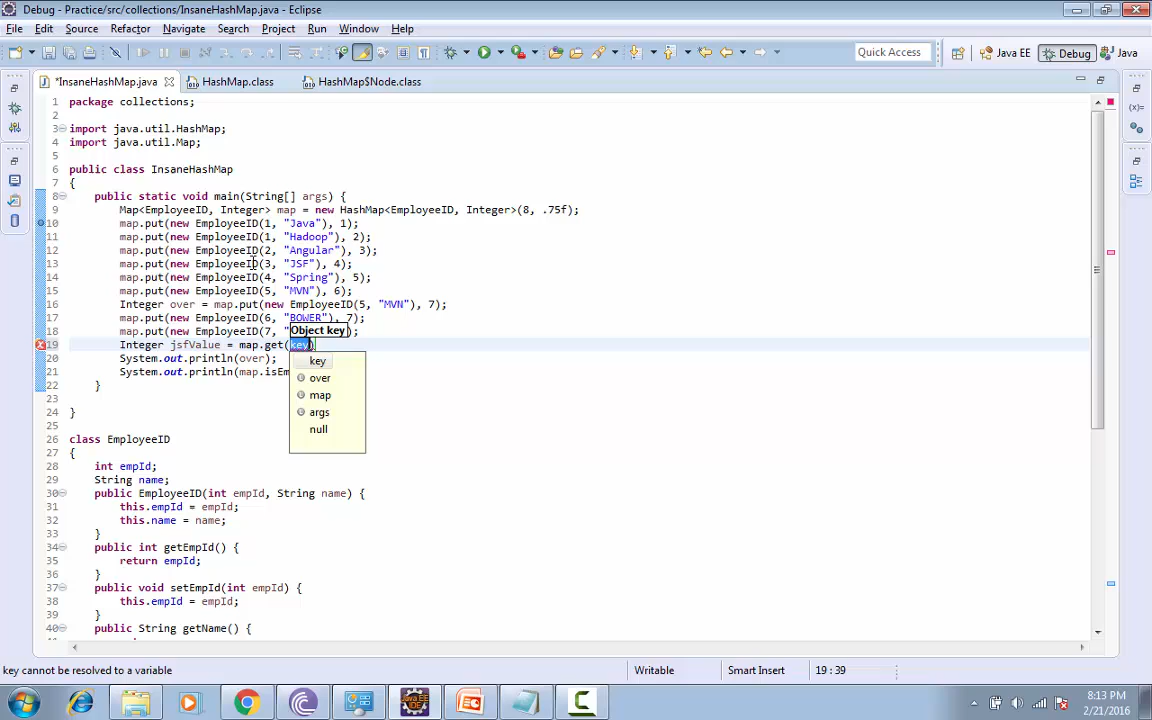 Debug - Practice/src/collections/InsaneHashMap.java - Eclipse
File Edit Source Refactor Navigate Search Project Run Window Help
Quick Access Java EE Debug Java
*InsaneHashMap.java HashMap.class HashMap$Node.class
1 package collections;
2
3 import java.util.HashMap;
4 import java.util.Map;
5
6 public class InsaneHashMap
7 {
8 public static void main(String[] args) {
9 Map<EmployeeID, Integer> map = new HashMap<EmployeeID, Integer>(8, .75f);
10 map.put(new EmployeeID(1, "Java"), 1);
11 map.put(new EmployeeID(1, "Hadoop"), 2);
12 map.put(new EmployeeID(2, "Angular"), 3);
13 map.put(new EmployeeID(3, "JSF"), 4);
14 map.put(new EmployeeID(4, "Spring"), 5);
15 map.put(new EmployeeID(5, "MVN"), 6);
16 Integer over = map.put(new EmployeeID(5, "MVN"), 7);
17 map.put(new EmployeeID(6, "BOWER"), 7);
18 map.put(new EmployeeID(7, " ;
Object key
19 Integer jsfValue = map.get(key)
20 System.out.println(over);
21 System.out.println(map.isEm
22 }
23
24 }
key
over
map
args
null
26 class EmployeeID
27 {
28 int empId;
29 String name;
30 public EmployeeID(int empId, String name) {
31 this.empId = empId;
32 this.name = name;
33 }
34 public int getEmpId() {
35 return empId;
36 }
37 public void setEmpId(int empId) {
38 this.empId = empId;
39 }
40 public String getName() {
key cannot be resolved to a variable Writable Smart Insert 19 : 39
Java EE
IDE
8:13 PM
2/21/2016